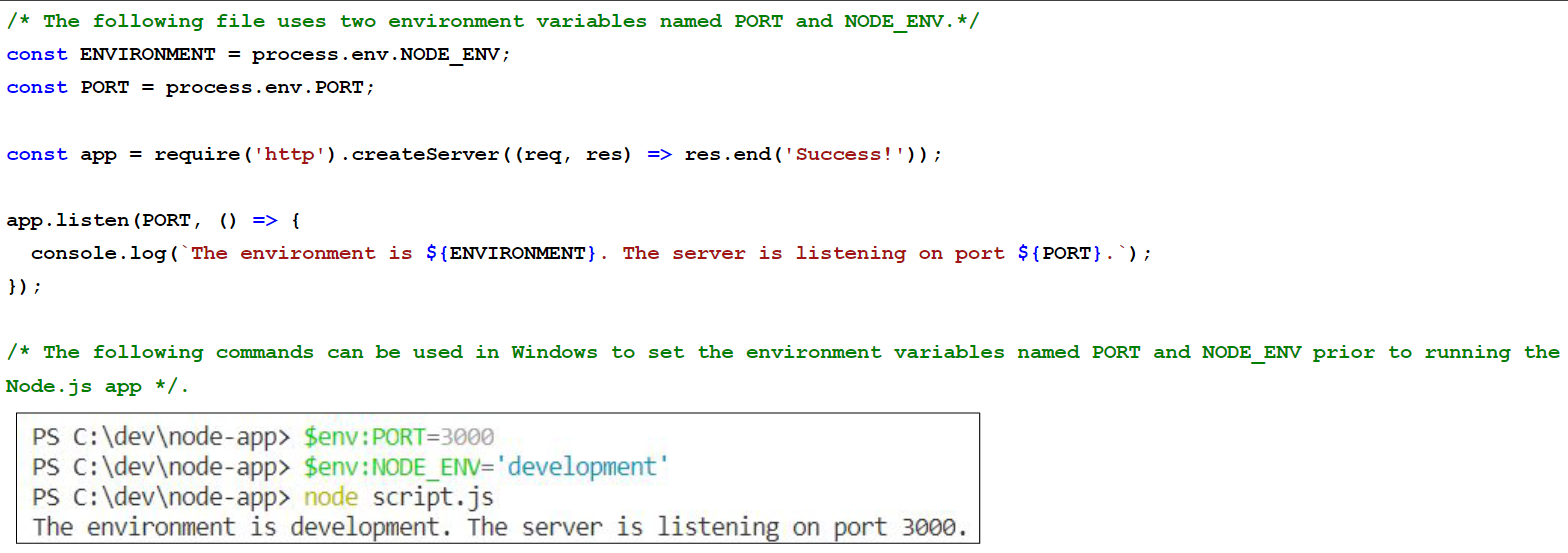 /* The following file uses two environment variables named PORT and NODE_ENV.*/
const ENVIRONMENT = process.env.NODE_ENV;
const PORT = process.env.PORT;
const app = require('http').createServer((req, res) => res.end('Success!'));
app.listen(PORT, () => {
  console.log(`The environment is ${ENVIRONMENT}. The server is listening on port ${PORT}.`);
});
/* The following commands can be used in Windows to set the environment variables named PORT and NODE_ENV prior to running the
Node.js app */.
PS C:\dev\node-app> $env:PORT=3000
PS C:\dev\node-app> $env:NODE_ENV='development'
PS C:\dev\node-app> node script.js
The environment is development. The server is listening on port 3000.